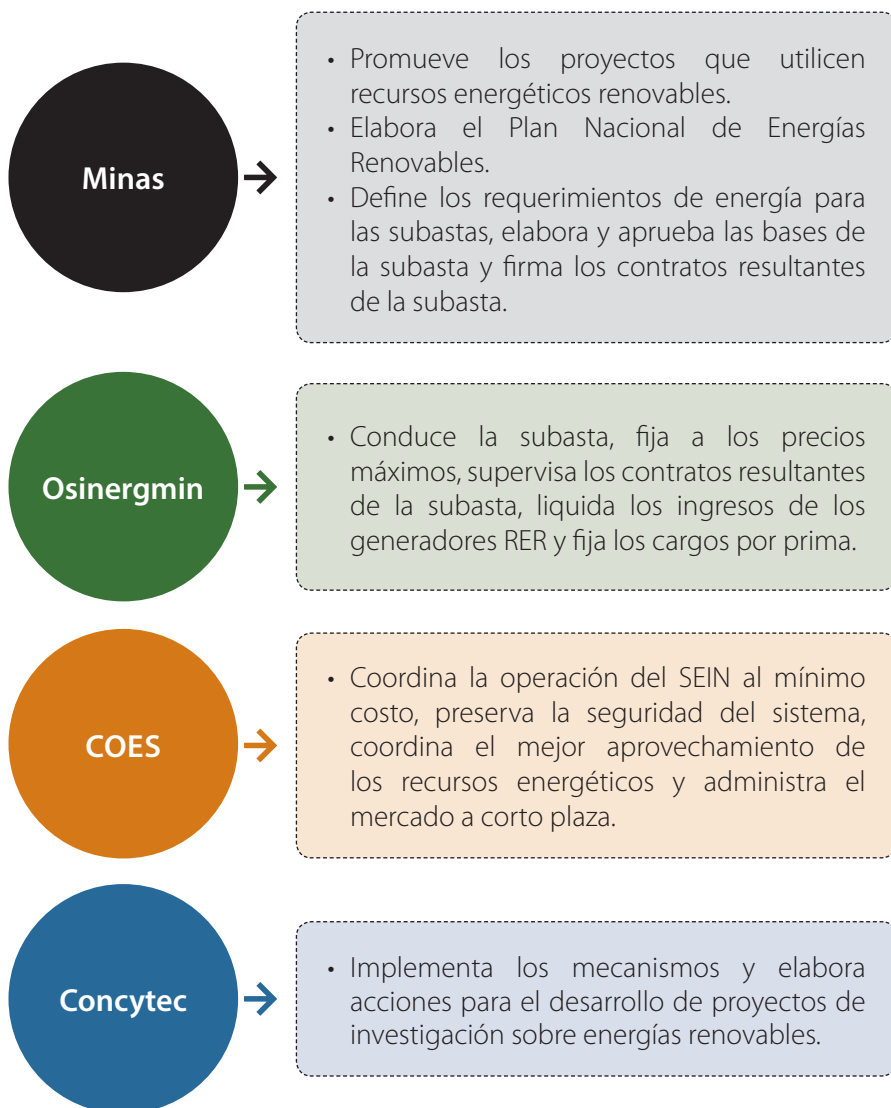 Minas
• Promueve los proyectos que utilicen
recursos energéticos renovables.
• Elabora el Plan Nacional de Energías
Renovables.
• Define los requerimientos de energía para
las subastas, elabora y aprueba las bases de
la subasta y firma los contratos resultantes
de la subasta.
Osinergmin
• Conduce la subasta, fija a los precios
máximos, supervisa los contratos resultantes
de la subasta, liquida los ingresos de los
generadores RER y fija los cargos por prima.
COES
• Coordina la operación del SEIN al mínimo
costo, preserva la seguridad del sistema,
coordina el mejor aprovechamiento de
los recursos energéticos y administra el
mercado a corto plaza.
Concytec
• Implementa los mecanismos y elabora
acciones para el desarrollo de proyectos de
investigación sobre energías renovables.